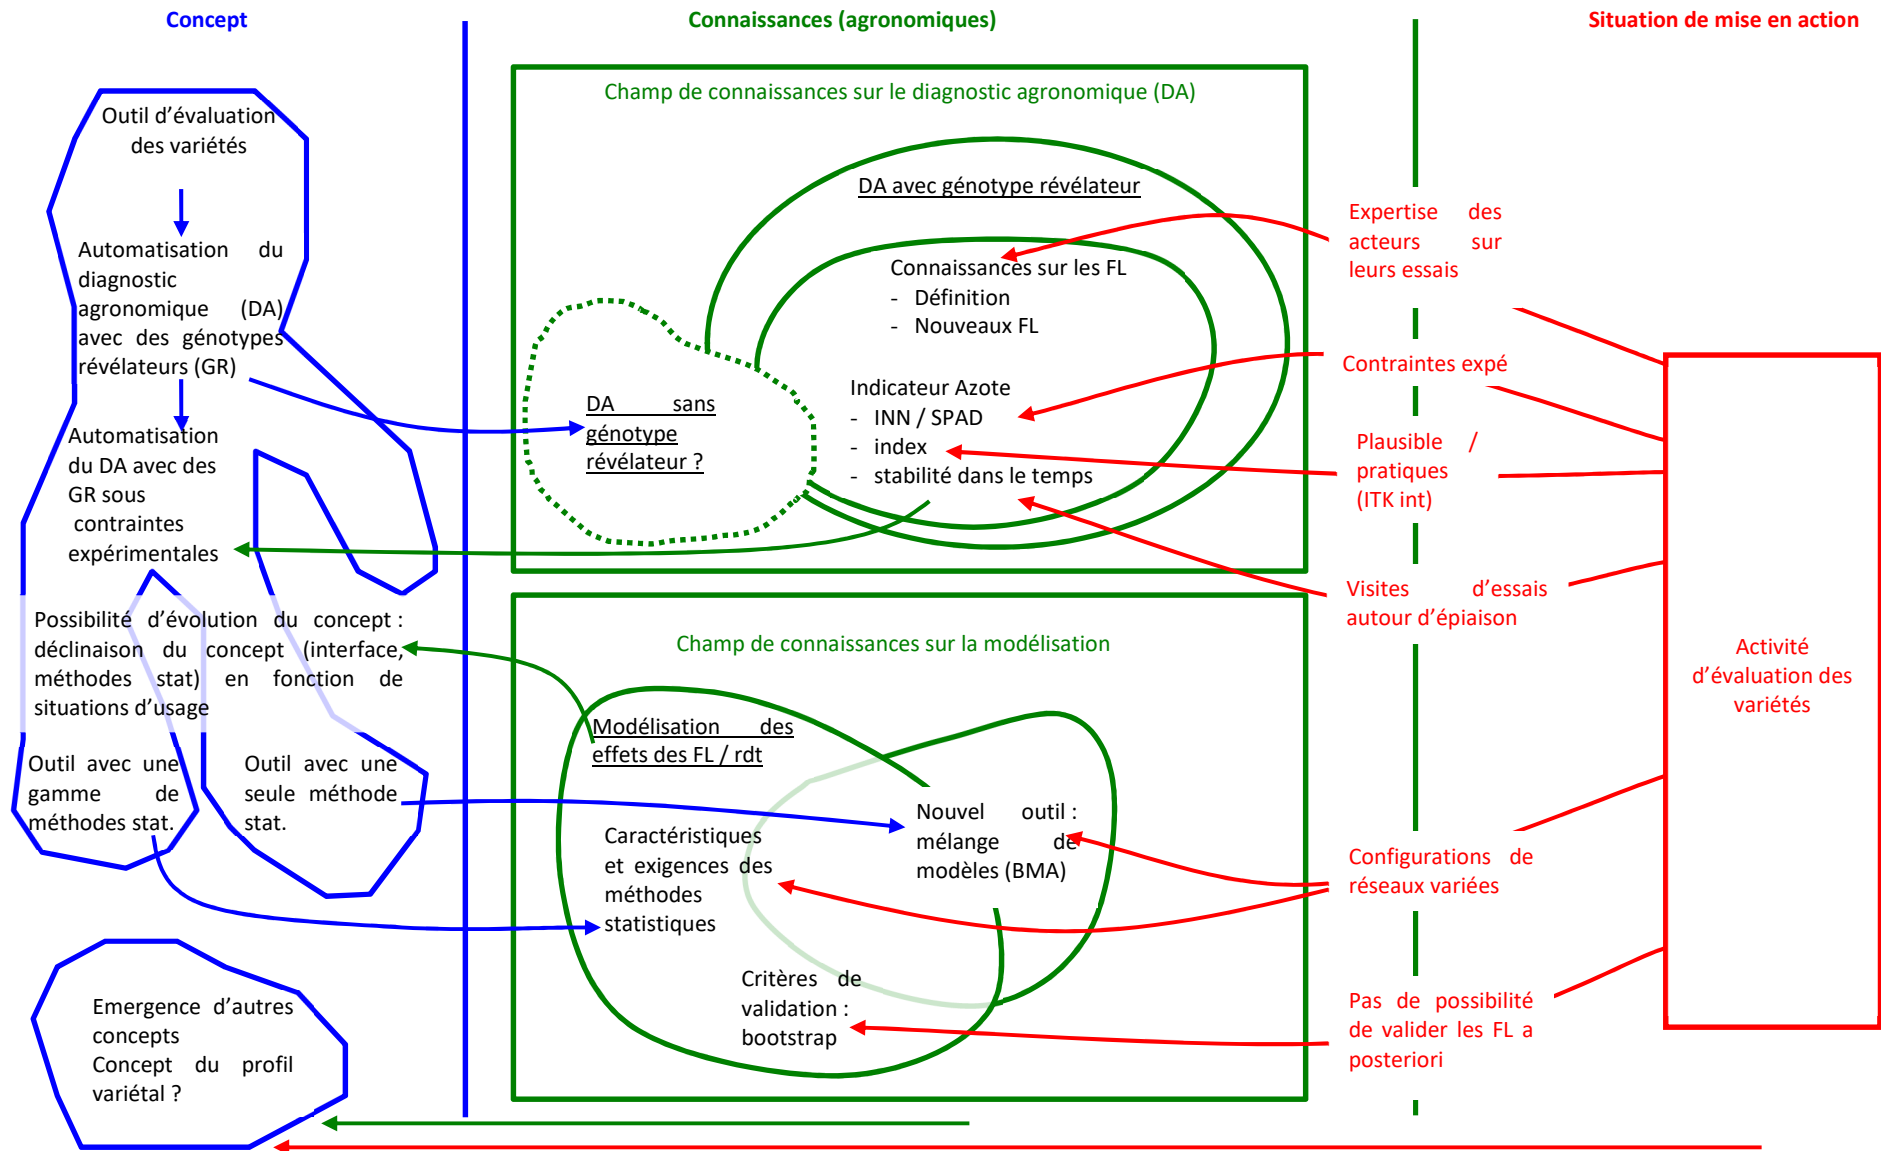 Concept
Connaissances (agronomiques)
Situation de mise en action
Outil d'évaluation
des variétés
Automatisation du
diagnostic
agronomique (DA)
avec des génotypes
révélateurs (GR)
Automatisation
du DA avec des
GR sous
contraintes
expérimentales
Possibilité d'évolution du concept :
déclinaison du concept (interface,
méthodes stat) en fonction de
situations d'usage
Outil avec une
gamme de
méthodes stat.
Outil avec une
seule méthode
stat.
Emergence d'autres
concepts
Concept du profil
variétal ?
Champ de connaissances sur le diagnostic agronomique (DA)
DA avec génotype révélateur
Connaissances sur les FL
- Définition
- Nouveaux FL
DA sans
génotype
révélateur ?
Indicateur Azote
- INN / SPAD
- index
- stabilité dans le temps
Champ de connaissances sur la modélisation
Modélisation des
effets des FL / rdt
Caractéristiques
et exigences des
méthodes
statistiques
Nouvel outil :
mélange de
modèles (BMA)
Critères de
validation :
bootstrap
Expertise des
acteurs sur
leurs essais
Contraintes expé
Plausible /
pratiques
(ITK int)
Visites d'essais
autour d'épiaison
Configurations de
réseaux variées
Pas de possibilité
de valider les FL a
posteriori
Activité
d'évaluation des
variétés